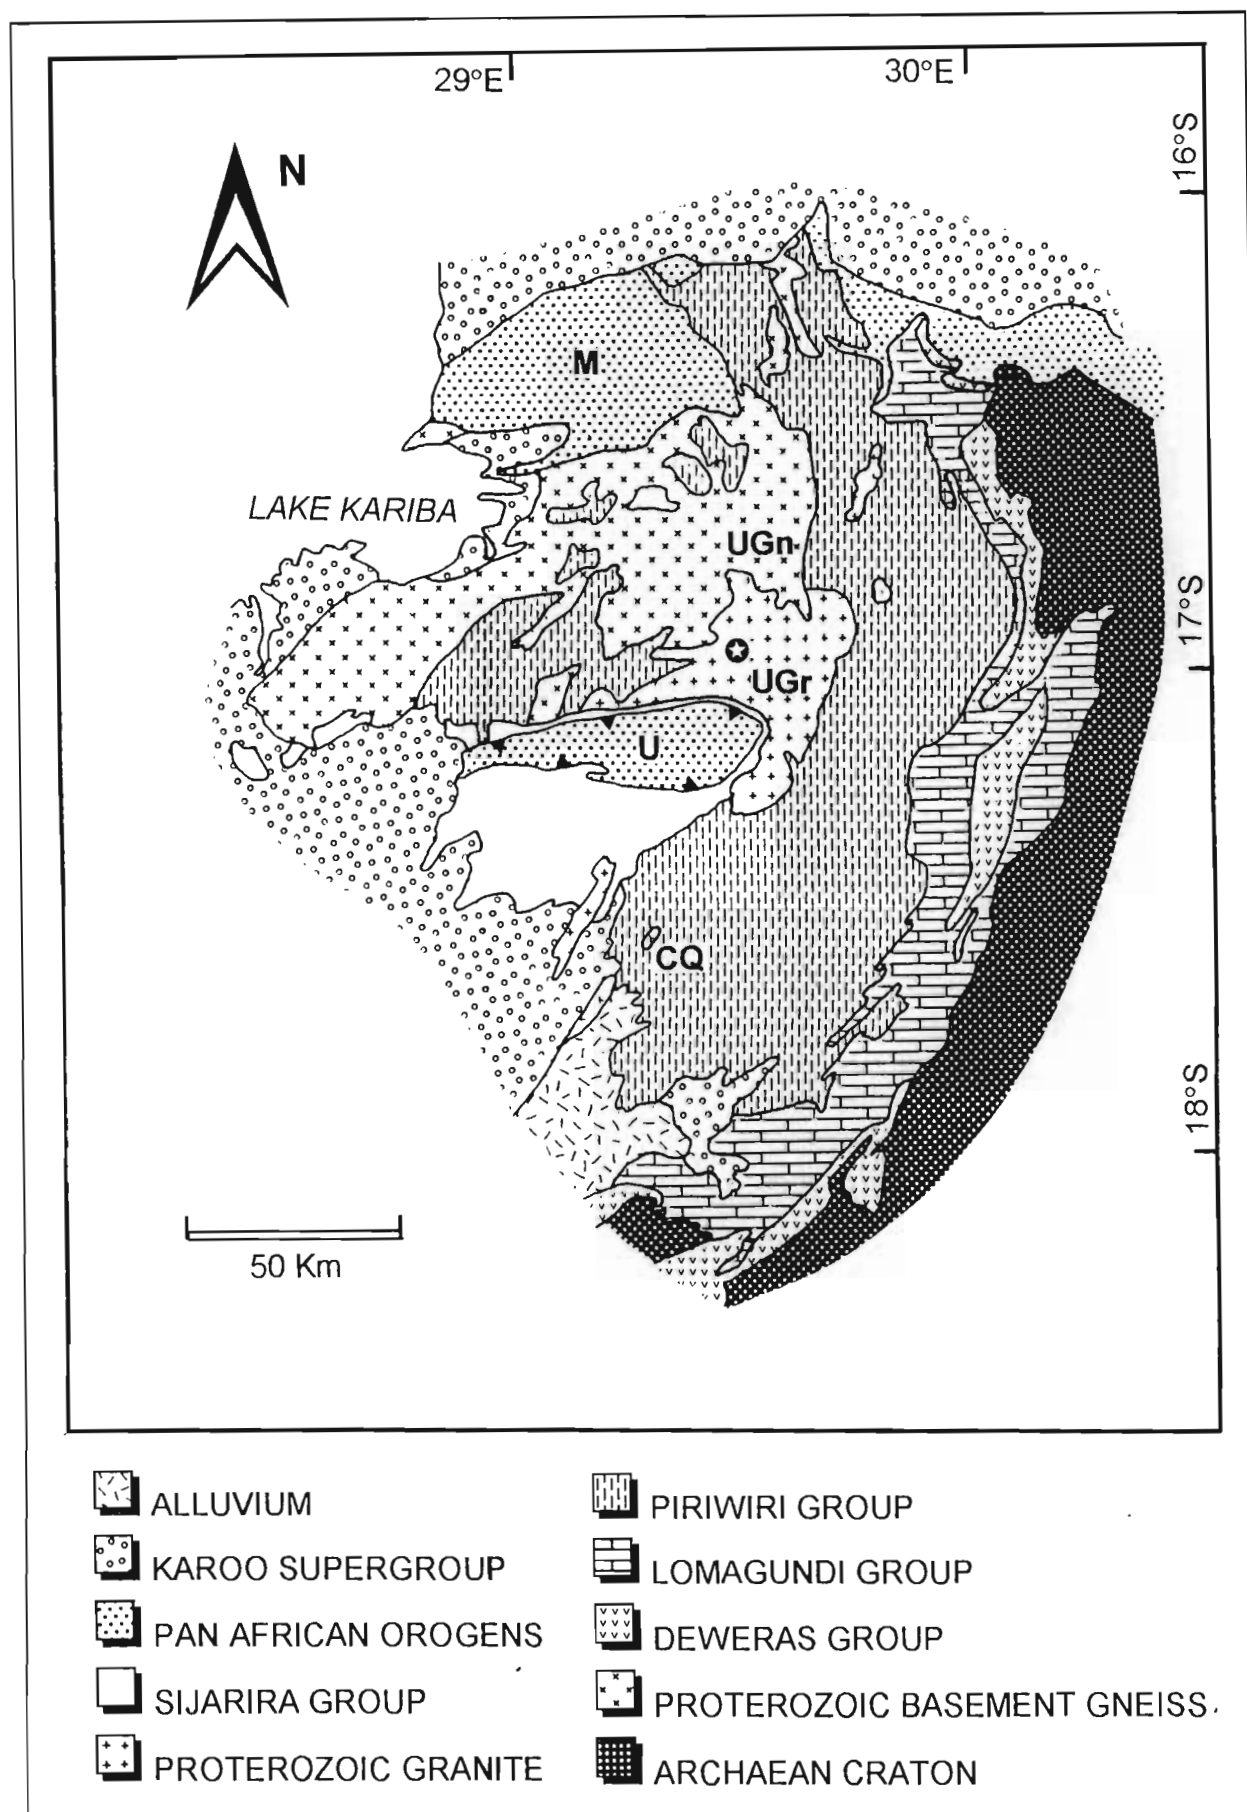 29°E
30°E
16°S
N
M
LAKE KARIBA
UGn
17°S
UGr
U
CQ
18°S
50 Km
ALLUVIUM
KAROO SUPERGROUP
PAN AFRICAN OROGENS
SIJARIRA GROUP
PROTEROZOIC GRANITE
PIRIWIRI GROUP
LOMAGUNDI GROUP
DEWERAS GROUP
PROTEROZOIC BASEMENT GNEISS
ARCHAEAN CRATON